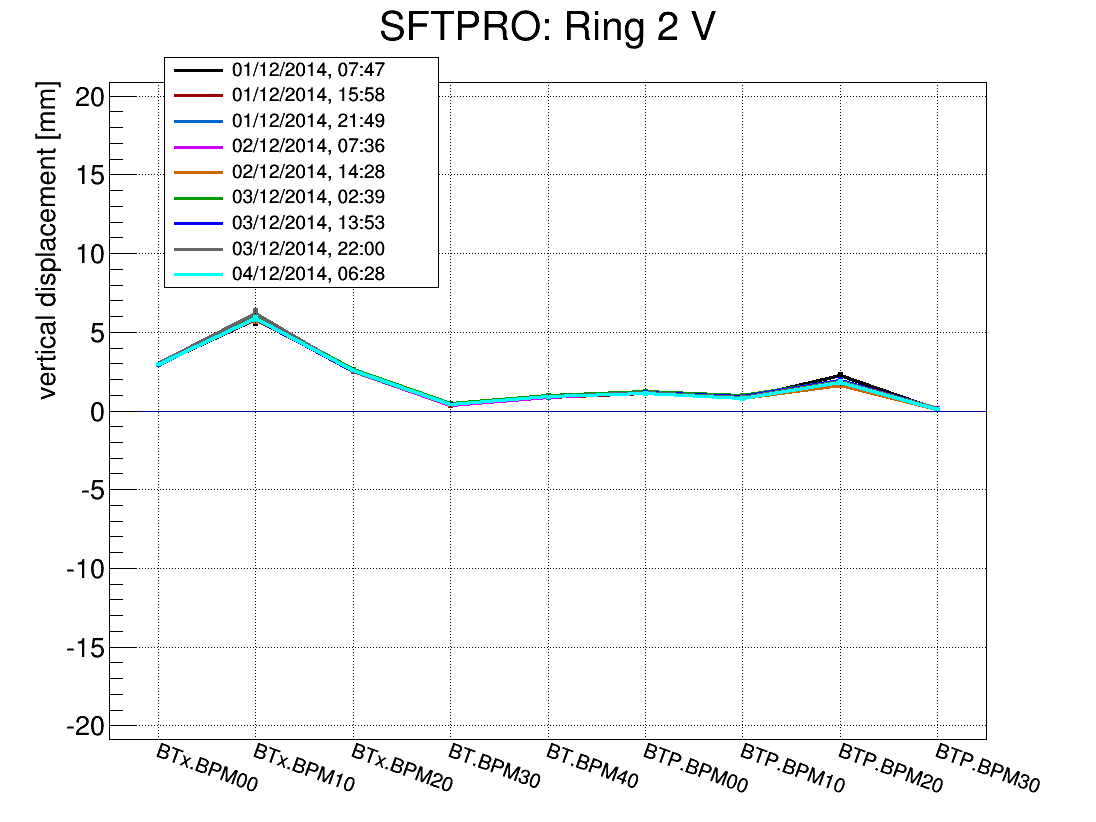 SFTPRO: Ring 2 V
01/12/2014, 07:47
01/12/2014, 15:58
01/12/2014, 21:49
02/12/2014, 07:36
02/12/2014, 14:28
03/12/2014, 02:39
03/12/2014, 13:53
03/12/2014, 22:00
04/12/2014, 06:28
vertical displacement [mm]
20
15
10
5
0
-5
-10
-15
-20
BTx.BPM00
BTx.BPM10
BTx.BPM20
BT.BPM30
BT.BPM40
BTP.BPM00
BTP.BPM10
BTP.BPM20
BTP.BPM30